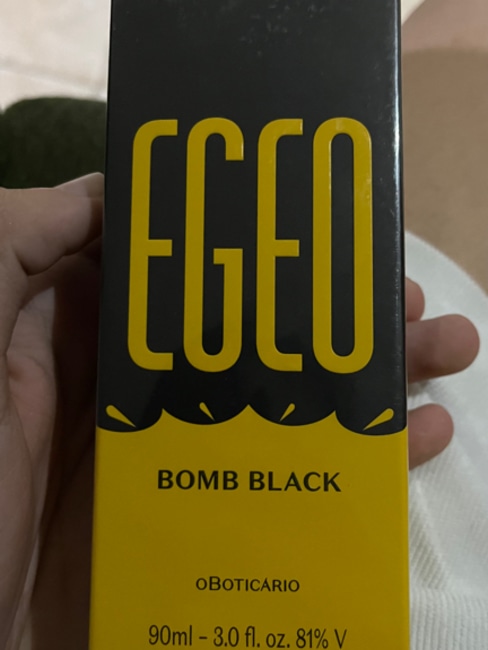 EGEO
BOMB BLACK
oBoticário
90ml - 3.0 fl. oz. 81% V